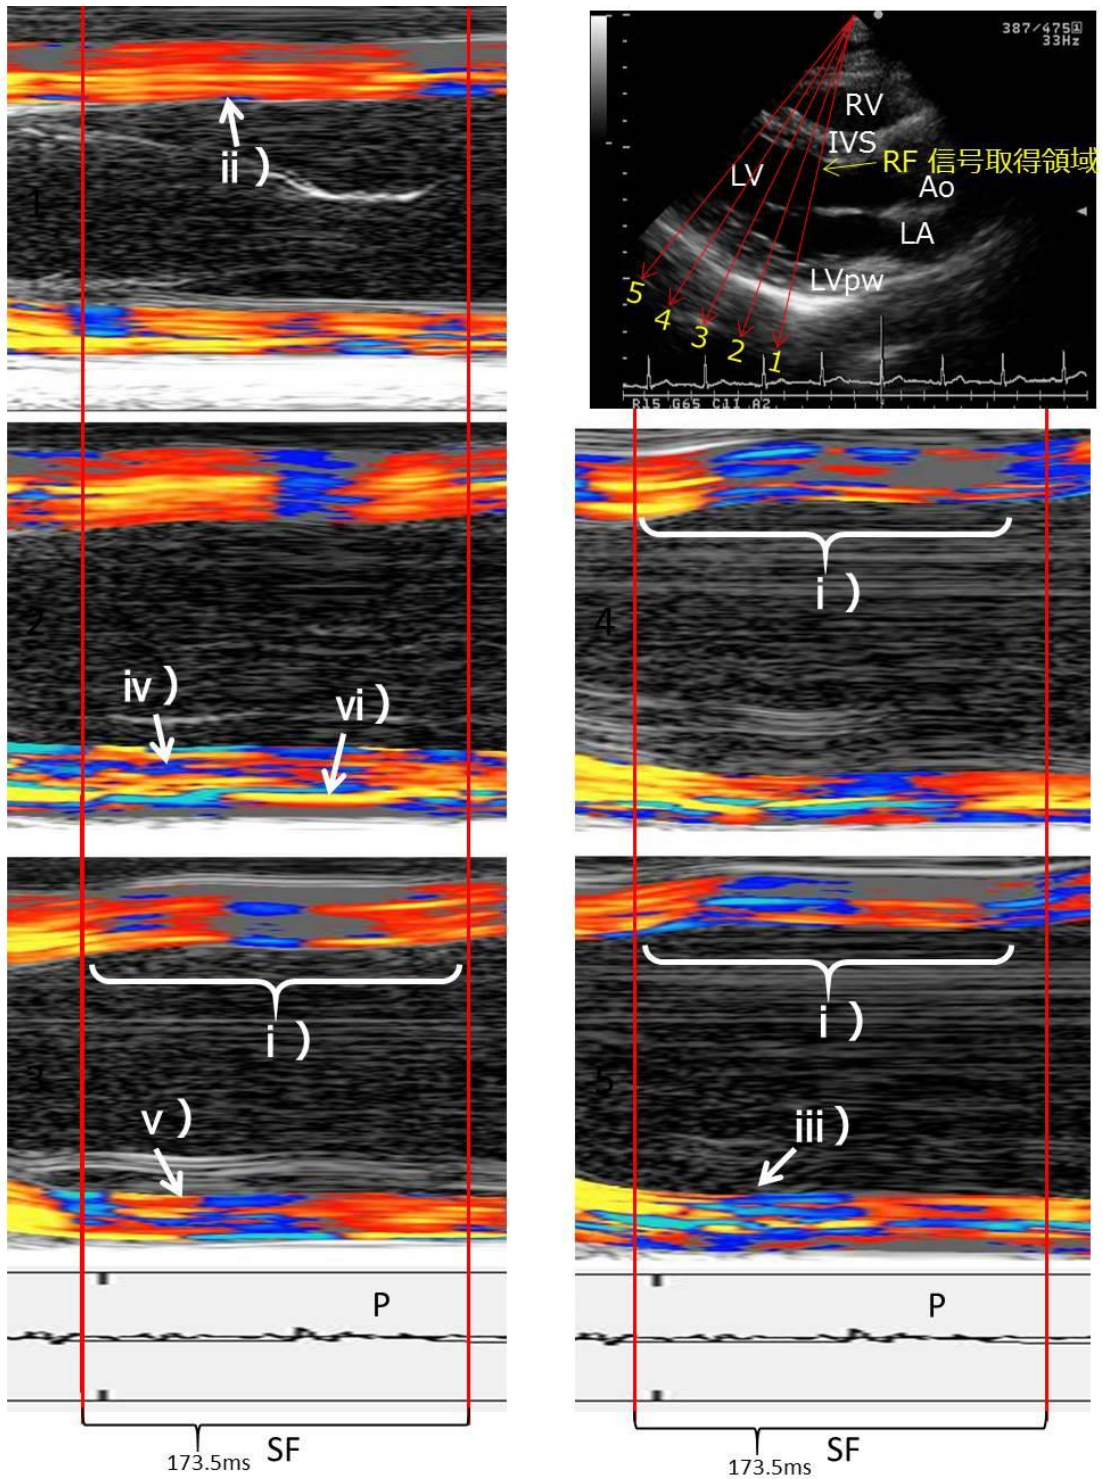 ii )
1
387/475
33Hz
RV
IVS
RF 信号取得領域
LV
Ao
LA
LVpw
5
4
3
2
1
R15 G65 C11 A2
2
iv )
vi )
4
i )
3
i )
v )
5
i )
iii )
P
P
SF
173.5ms
SF
173.5ms